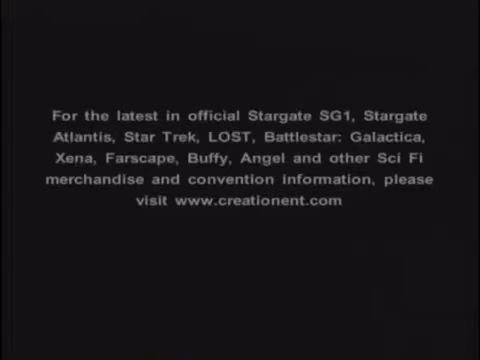 For the latest in official Stargate SG1, Stargate
Atlantis, Star Trek, LOST, Battlestar: Galactica,
Xena, Farscape, Buffy, Angel and other Sci Fi
merchandise and convention information, please
visit www.creationent.com